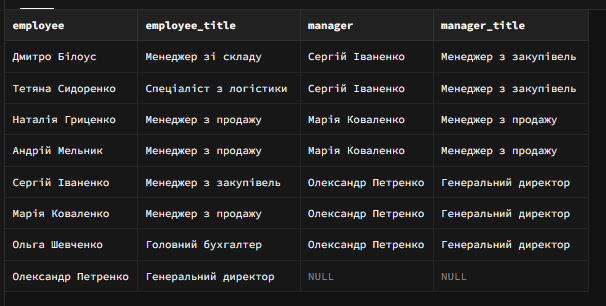 employee employee_title manager manager_title
Дмитро Білоус Менеджер зі складу Сергій Іваненко Менеджер з закупівель
Тетяна Сидоренко Спеціаліст з логістики Сергій Іваненко Менеджер з закупівель
Наталія Гриценко Менеджер з продажу Марія Коваленко Менеджер з продажу
Андрій Мельник Менеджер з продажу Марія Коваленко Менеджер з продажу
Сергій Іваненко Менеджер з закупівель Олександр Петренко Генеральний директор
Марія Коваленко Менеджер з продажу Олександр Петренко Генеральний директор
Ольга Шевченко Головний бухгалтер Олександр Петренко Генеральний директор
Олександр Петренко Генеральний директор NULL NULL